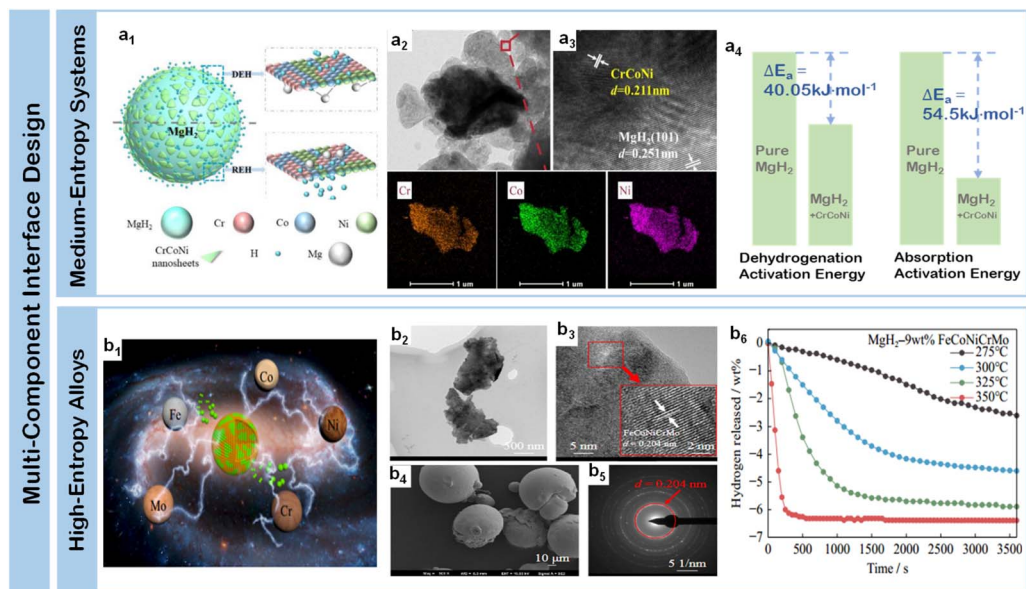 Multi-Component Interface Design
Medium-Entropy Systems
a1
DEH
MgH2
REH
MgH2
Cr
Co
Ni
CrCoNi
nanosheets
H
Mg
a2
a3
CrCoNi
d=0.211nm
MgH2(101)
d=0.251nm
Cr
Co
Ni
1 um
1 um
1 um
a4
ΔEa =
40.05kJ·mol-1
ΔEa =
54.5kJ·mol-1
Pure
MgH2
MgH2
+CrCoNi
Pure
MgH2
MgH2
+CrCoNi
Dehydrogenation
Activation Energy
Absorption
Activation Energy
High-Entropy Alloys
b1
Co
Fe
Ni
Mo
Cr
b2
500 nm
b3
FeCoNiCrMo
d = 0.204 nm
5 nm
2 nm
b4
10 μm
b5
d = 0.204 nm
5 1/nm
b6
MgH2-9wt% FeCoNiCrMo
275℃
300℃
325℃
350℃
Hydrogen released / wt%
0
-1
-2
-3
-4
-5
-6
-7
0 500 1000 1500 2000 2500 3000 3500
Time / s